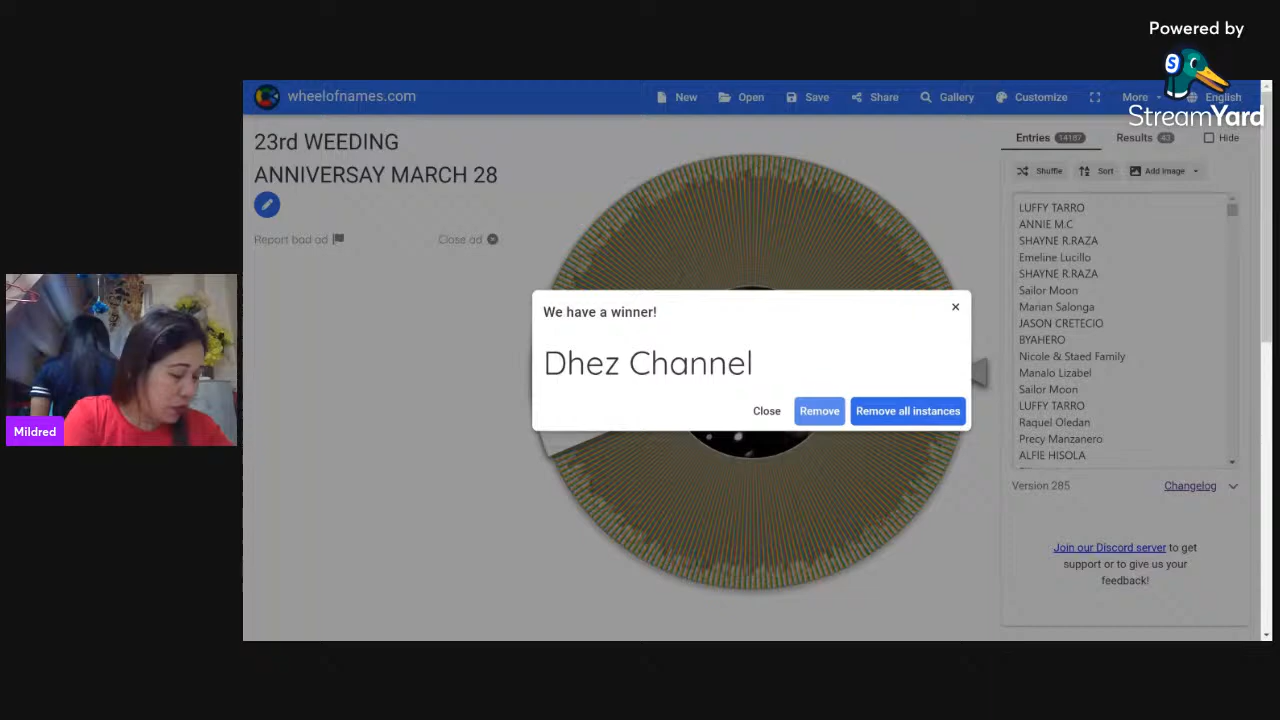 Powered by
StreamYard
wheelofnames.com
New
Open
Save
Share
Gallery
Customize
More
English
23rd WEEDING
ANNIVERSAY MARCH 28
Report bad ad
Close ad
Entries 14187
Results 43
Hide
Shuffle
Sort
Add Image
LUFFY TARRO
ANNIE M.C
SHAYNE R.RAZA
Emeline Lucillo
SHAYNE R.RAZA
Sailor Moon
Marian Salonga
JASON CRETECIO
BYAHERO
Nicole & Staed Family
Manalo Lizabel
Sailor Moon
LUFFY TARRO
Raquel Oledan
Precy Manzanero
ALFIE HISOLA
We have a winner!
Dhez Channel
Close
Remove
Remove all instances
Mildred
Version 285
Changelog
Join our Discord server to get
support or to give us your
feedback!